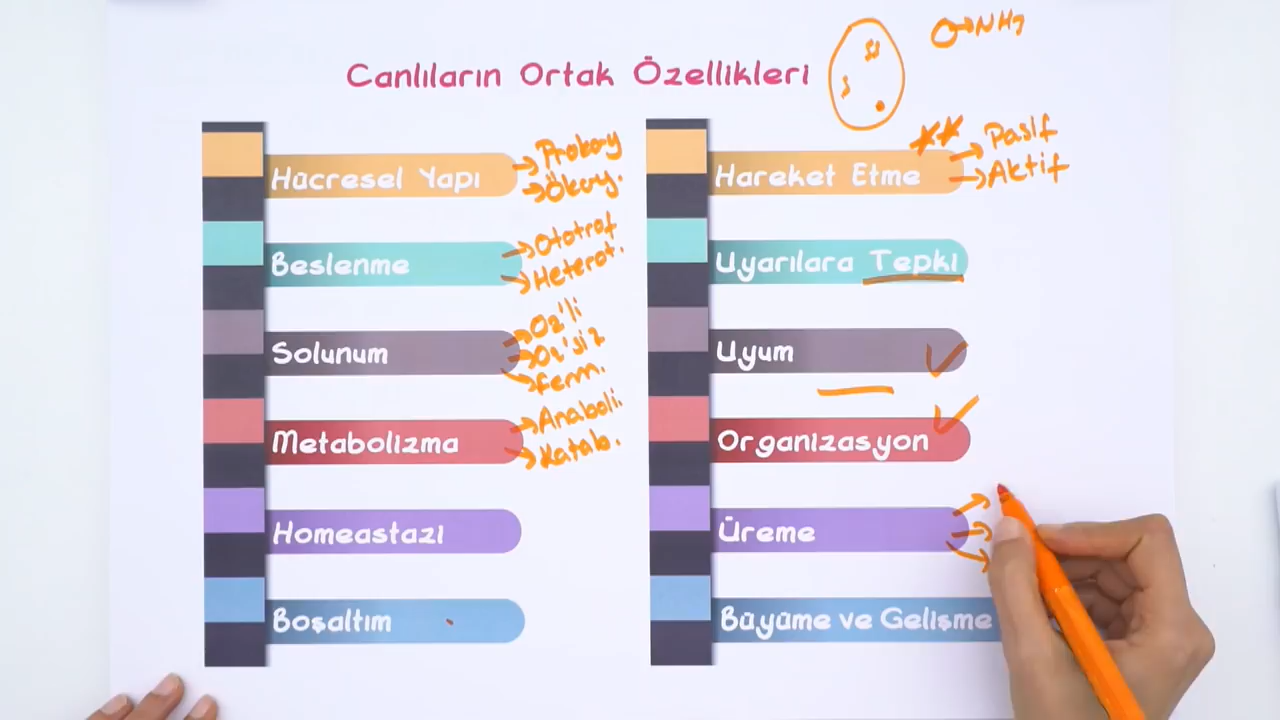 Canlıların Ortak Özellikleri
O→NH3
Hücresel Yapı
→Prokary
→Ökary.
Beslenme
→Ototrof
→Heterot.
Solunum
→O2'li
→O2'siz
→Ferm.
Metabolizma
→Anaboli.
→Katab.
Homeastazi
Boşaltım
Hareket Etme
→Pasif
→Aktif
Uyarılara Tepki
Uyum
Organizasyon
Üreme
Büyüme ve Gelişme